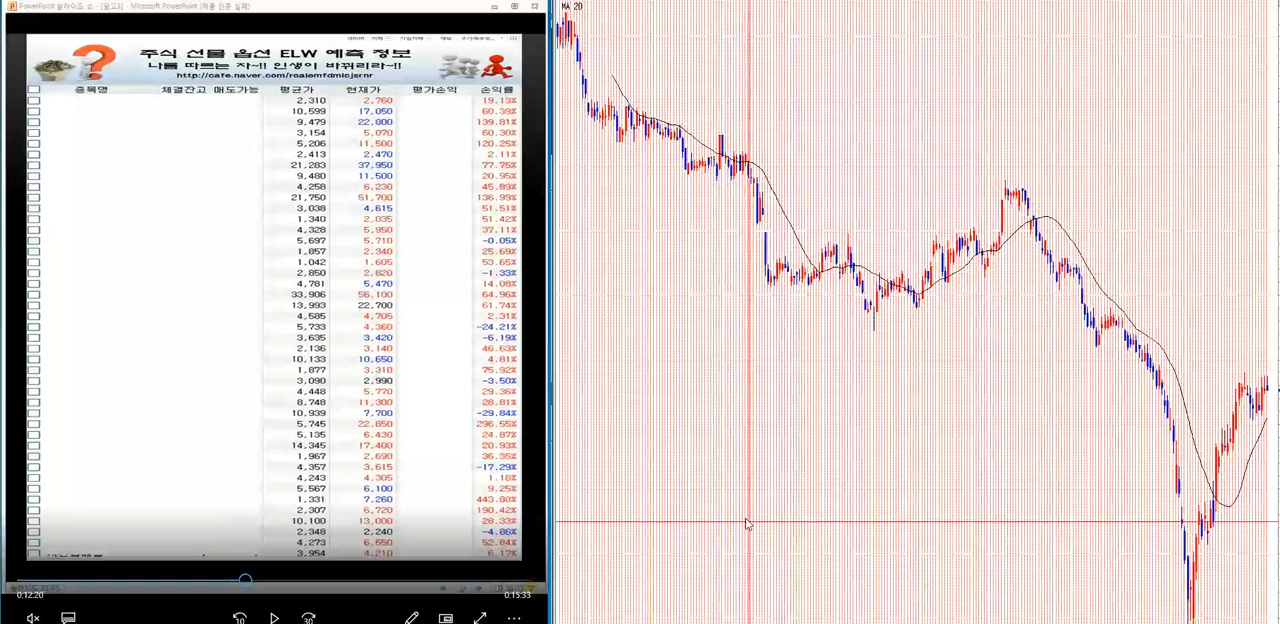 PowerPoint 슬라이드 쇼 - [광고3] - Microsoft PowerPoint (제품 인증 실패)
MA 20
주식 선물 옵션 ELW 예측 정보
나를 따르는 자~!! 인생이 바뀌리라~!!
종목명 체결잔고 매도가능 평균가 현재가 평가손익 손익률
2,310 2,760 19.13%
10,599 17,050 60.39%
9,479 22,800 139.81%
3,154 5,070 60.30%
5,206 11,500 120.25%
2,413 2,470 2.11%
21,283 37,950 77.75%
9,480 11,500 20.95%
4,258 6,230 45.89%
21,750 51,700 136.99%
3,038 4,615 51.51%
1,340 2,035 51.42%
4,328 5,950 37.11%
5,697 5,710 -0.05%
1,857 2,340 25.69%
1,042 1,605 53.65%
2,850 2,820 -1.33%
4,781 5,470 14.08%
33,906 56,100 64.96%
13,993 22,700 61.74%
4,585 4,705 2.31%
5,733 4,360 -24.21%
3,635 3,420 -6.19%
2,136 3,140 46.63%
10,133 10,650 4.81%
1,877 3,310 75.92%
3,090 2,990 -3.50%
4,448 5,770 29.36%
8,748 11,300 28.81%
10,939 7,700 -29.84%
5,745 22,850 296.55%
5,135 6,430 24.87%
14,345 17,400 20.93%
1,967 2,690 36.35%
4,357 3,615 -17.29%
4,243 4,305 1.18%
5,567 6,100 9.25%
1,331 7,260 443.88%
2,307 6,720 190.42%
10,100 13,000 28.33%
2,348 2,240 -4.86%
4,273 6,550 52.84%
3,954 4,210 6.17%
0:12:20 0:15:33
10 30